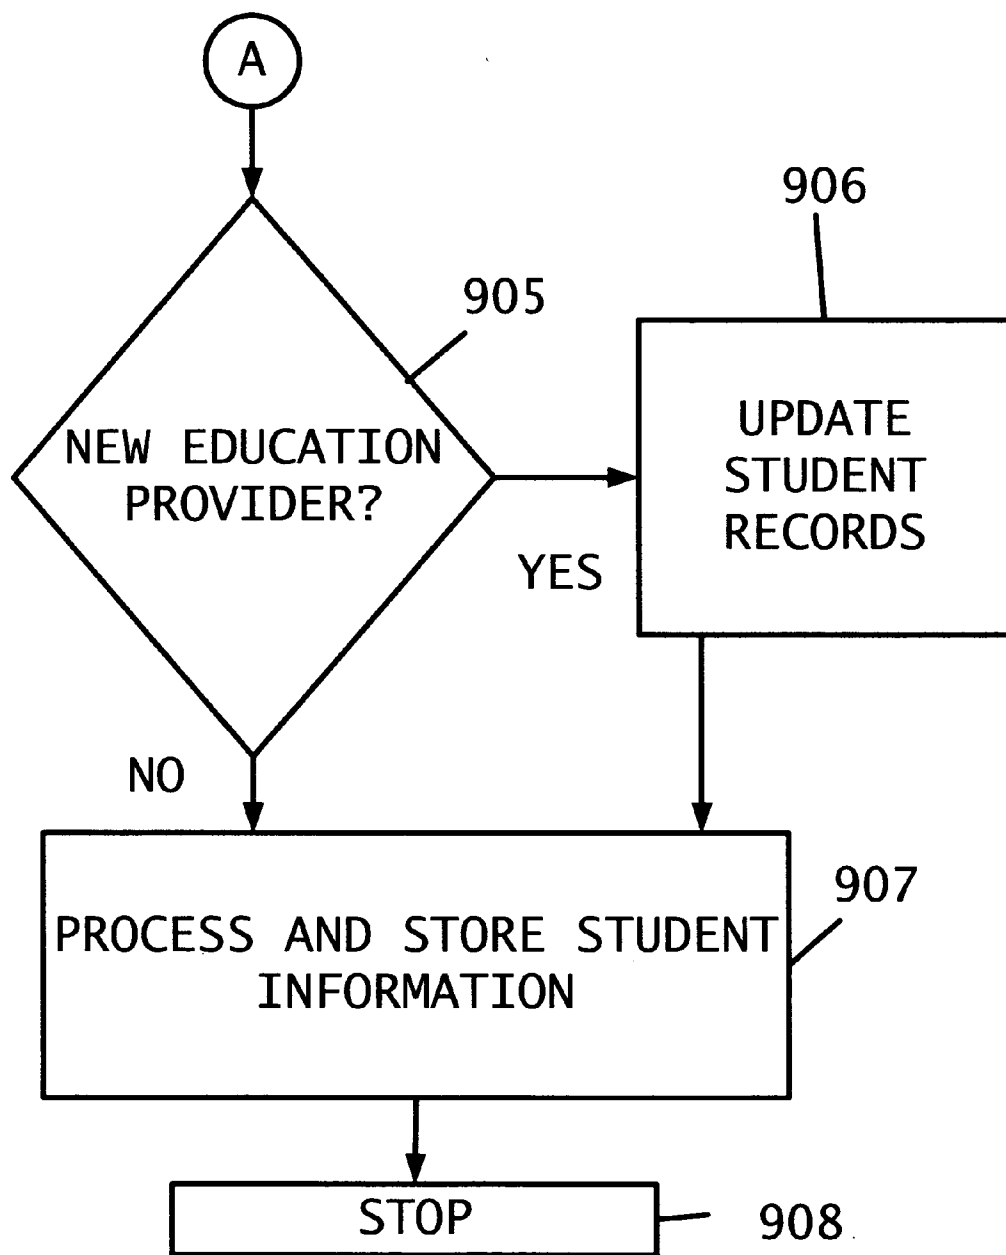 A
906
905
NEW EDUCATION
PROVIDER?
UPDATE
STUDENT
RECORDS
YES
NO
907
PROCESS AND STORE STUDENT
INFORMATION
STOP
908